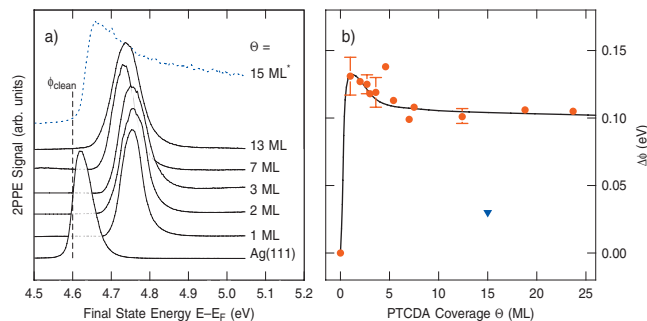 a)
Θ =
15 ML*
ϕclean
13 ML
7 ML
3 ML
2 ML
1 ML
Ag(111)
2PPE Signal (arb. units)
4.5 4.6 4.7 4.8 4.9 5.0 5.1
Final State Energy E–EF (eV)
b)
0.15
0.10
0.05
0.00
Δϕ (eV)
0 5 10 15 20 25
PTCDA Coverage Θ (ML)